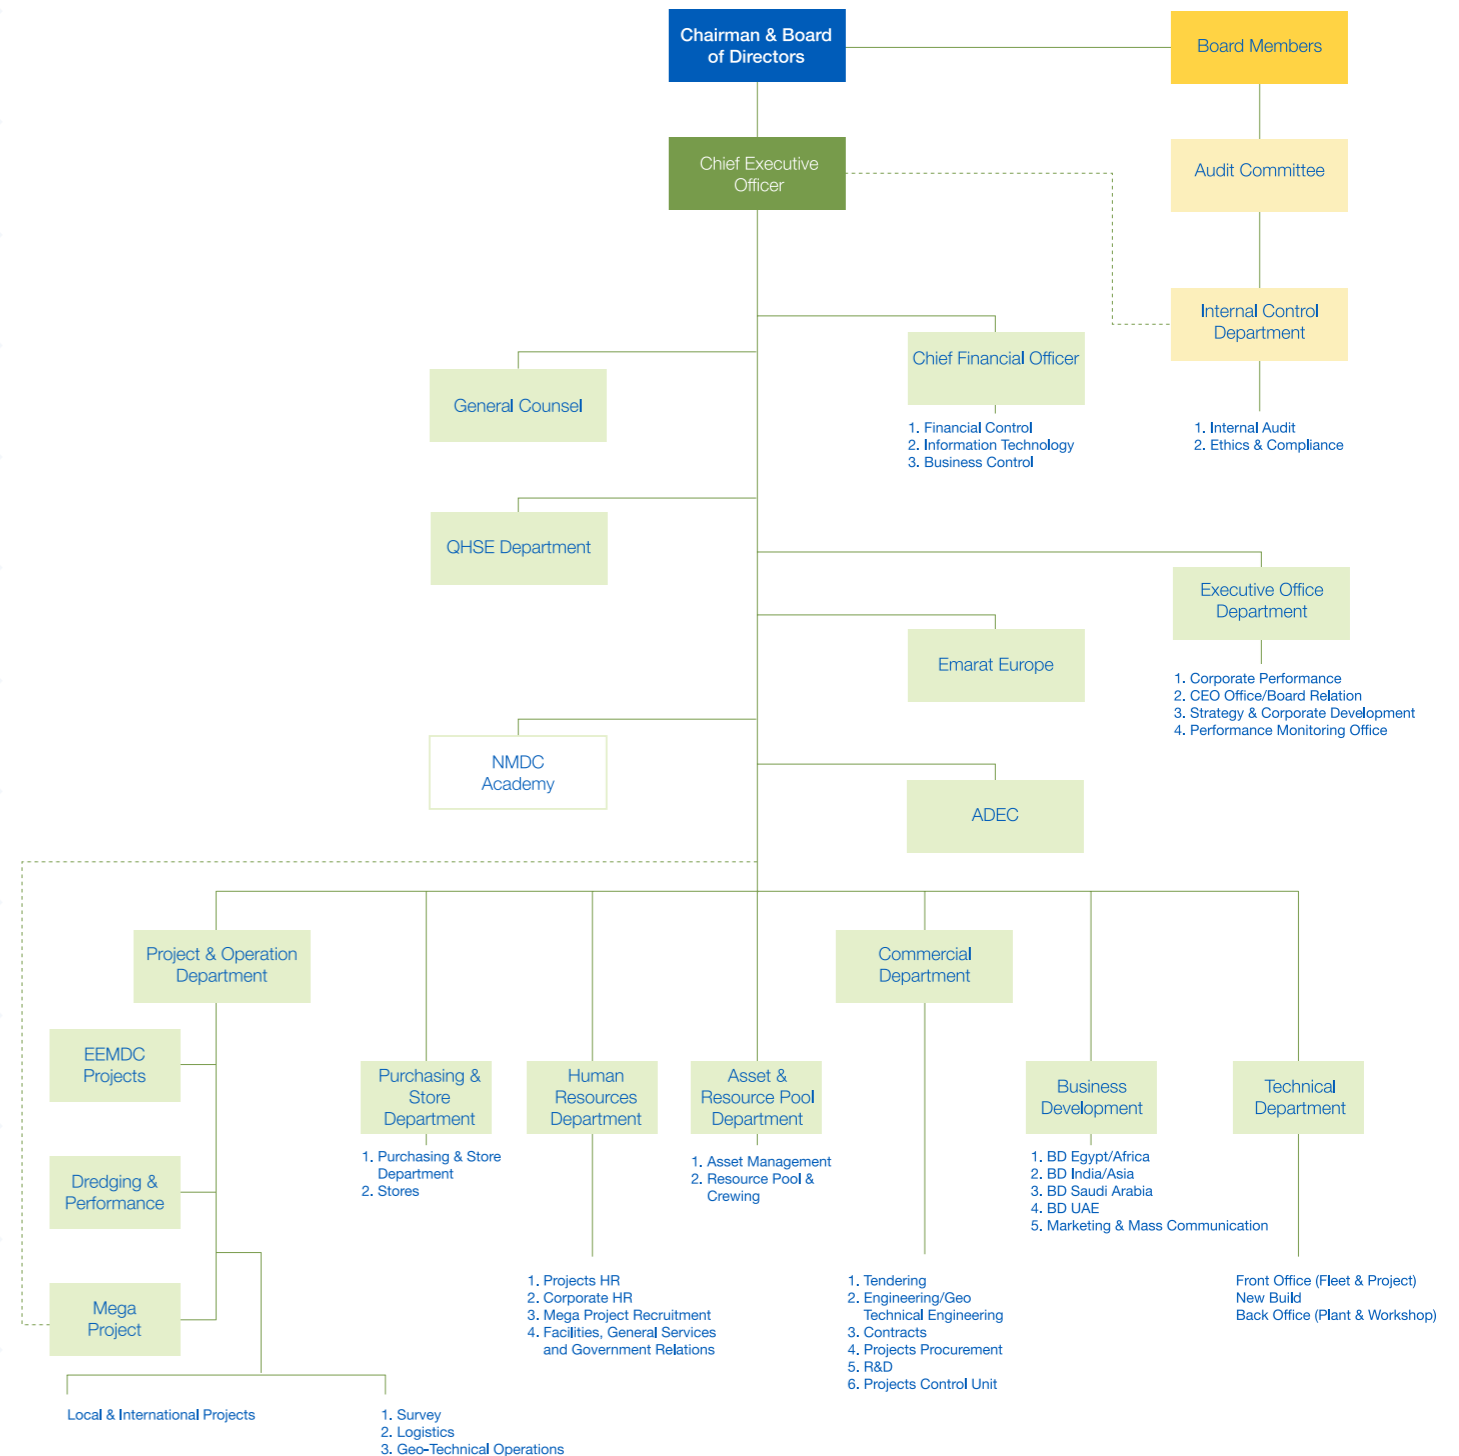 Chairman & Board
of Directors
Board Members
Chief Executive
Officer
Audit Committee
Internal Control
Department
1. Internal Audit
2. Ethics & Compliance
Chief Financial Officer
1. Financial Control
2. Information Technology
3. Business Control
General Counsel
QHSE Department
Executive Office
Department
1. Corporate Performance
2. CEO Office/Board Relation
3. Strategy & Corporate Development
4. Performance Monitoring Office
Emarat Europe
NMDC
Academy
ADEC
Project & Operation
Department
EEMDC
Projects
Dredging &
Performance
Mega
Project
Local & International Projects
1. Survey
2. Logistics
3. Geo-Technical Operations
Purchasing &
Store
Department
1. Purchasing & Store
Department
2. Stores
Human
Resources
Department
1. Projects HR
2. Corporate HR
3. Mega Project Recruitment
4. Facilities, General Services
and Government Relations
Asset &
Resource Pool
Department
1. Asset Management
2. Resource Pool &
Crewing
Commercial
Department
1. Tendering
2. Engineering/Geo
Technical Engineering
3. Contracts
4. Projects Procurement
5. R&D
6. Projects Control Unit
Business
Development
1. BD Egypt/Africa
2. BD India/Asia
3. BD Saudi Arabia
4. BD UAE
5. Marketing & Mass Communication
Technical
Department
Front Office (Fleet & Project)
New Build
Back Office (Plant & Workshop)